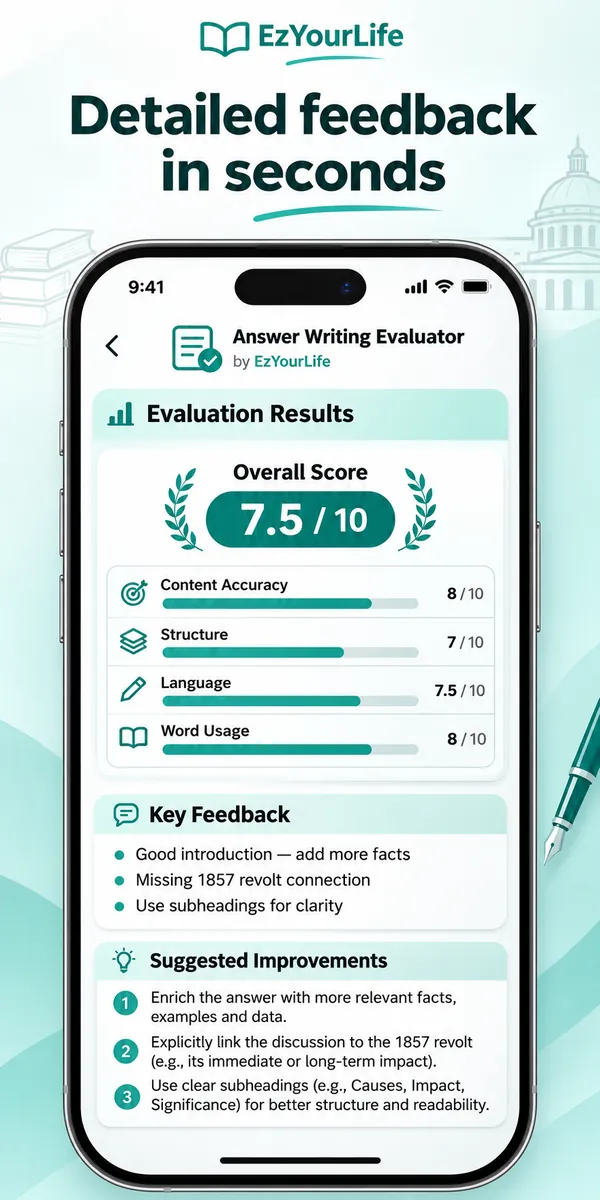 EzYourLife
Detailed feedback
in seconds
9:41
Answer Writing Evaluator
by EzYourLife
Evaluation Results
Overall Score
7.5 / 10
Content Accuracy
8 / 10
Structure
7 / 10
Language
7.5 / 10
Word Usage
8 / 10
Key Feedback
Good introduction — add more facts
Missing 1857 revolt connection
Use subheadings for clarity
Suggested Improvements
1 Enrich the answer with more relevant facts,
examples and data.
2 Explicitly link the discussion to the 1857 revolt
(e.g., its immediate or long-term impact).
3 Use clear subheadings (e.g., Causes, Impact,
Significance) for better structure and readability.